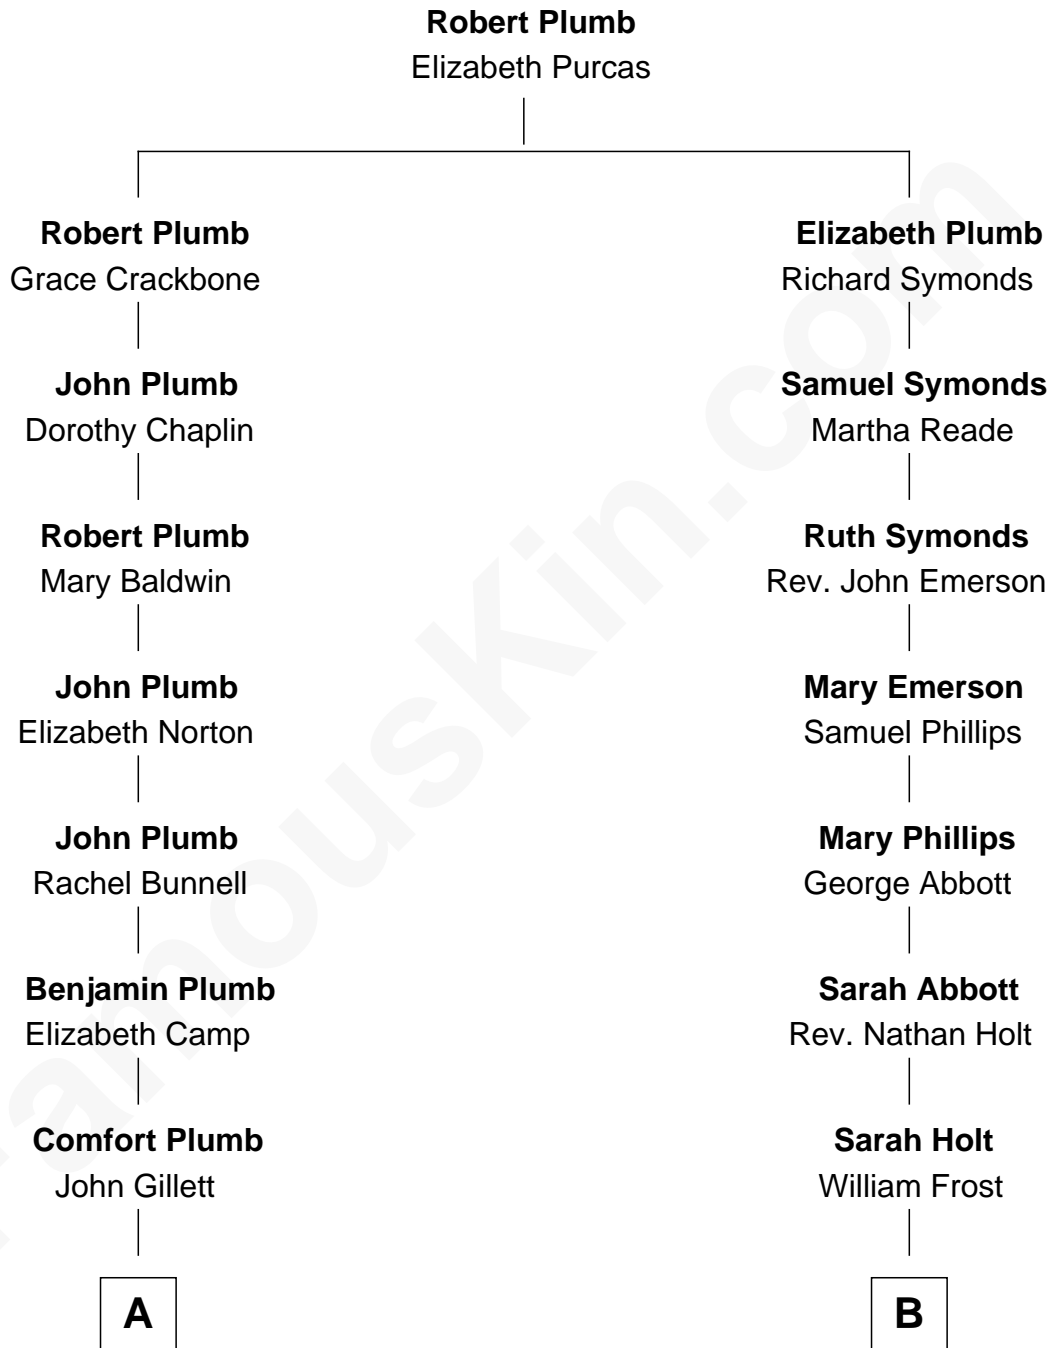 Robert Plumb
Elizabeth Purcas
Robert Plumb
Grace Crackbone
Elizabeth Plumb
Richard Symonds
John Plumb
Dorothy Chaplin
Samuel Symonds
Martha Reade
Robert Plumb
Mary Baldwin
Ruth Symonds
Rev. John Emerson
John Plumb
Elizabeth Norton
Mary Emerson
Samuel Phillips
John Plumb
Rachel Bunnell
Mary Phillips
George Abbott
Benjamin Plumb
Elizabeth Camp
Sarah Abbott
Rev. Nathan Holt
Comfort Plumb
John Gillett
Sarah Holt
William Frost
A
B
FamousKin.com